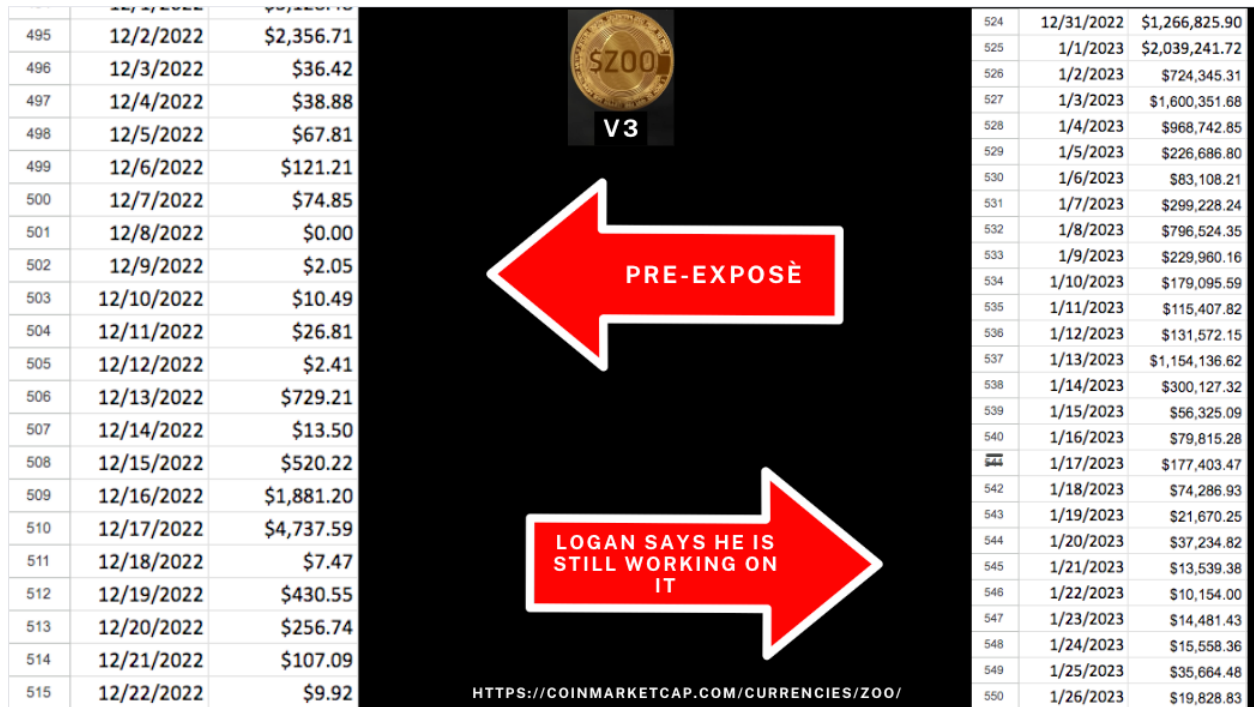 495 12/2/2022 $2,356.71
496 12/3/2022 $36.42
497 12/4/2022 $38.88
498 12/5/2022 $67.81
499 12/6/2022 $121.21
500 12/7/2022 $74.85
501 12/8/2022 $0.00
502 12/9/2022 $2.05
503 12/10/2022 $10.49
504 12/11/2022 $26.81
505 12/12/2022 $2.41
506 12/13/2022 $729.21
507 12/14/2022 $13.50
508 12/15/2022 $520.22
509 12/16/2022 $1,881.20
510 12/17/2022 $4,737.59
511 12/18/2022 $7.47
512 12/19/2022 $430.55
513 12/20/2022 $256.74
514 12/21/2022 $107.09
515 12/22/2022 $9.92
$ZOO
V3
PRE-EXPOSÈ
LOGAN SAYS HE IS
STILL WORKING ON
IT
HTTPS://COINMARKETCAP.COM/CURRENCIES/ZOO/
524 12/31/2022 $1,266,825.90
525 1/1/2023 $2,039,241.72
526 1/2/2023 $724,345.31
527 1/3/2023 $1,600,351.68
528 1/4/2023 $968,742.85
529 1/5/2023 $226,686.80
530 1/6/2023 $83,108.21
531 1/7/2023 $299,228.24
532 1/8/2023 $796,524.35
533 1/9/2023 $229,960.16
534 1/10/2023 $179,095.59
535 1/11/2023 $115,407.82
536 1/12/2023 $131,572.15
537 1/13/2023 $1,154,136.62
538 1/14/2023 $300,127.32
539 1/15/2023 $56,325.09
540 1/16/2023 $79,815.28
1/17/2023 $177,403.47
542 1/18/2023 $74,286.93
543 1/19/2023 $21,670.25
544 1/20/2023 $37,234.82
545 1/21/2023 $13,539.38
546 1/22/2023 $10,154.00
547 1/23/2023 $14,481.43
548 1/24/2023 $15,558.36
549 1/25/2023 $35,664.48
550 1/26/2023 $19,828.83